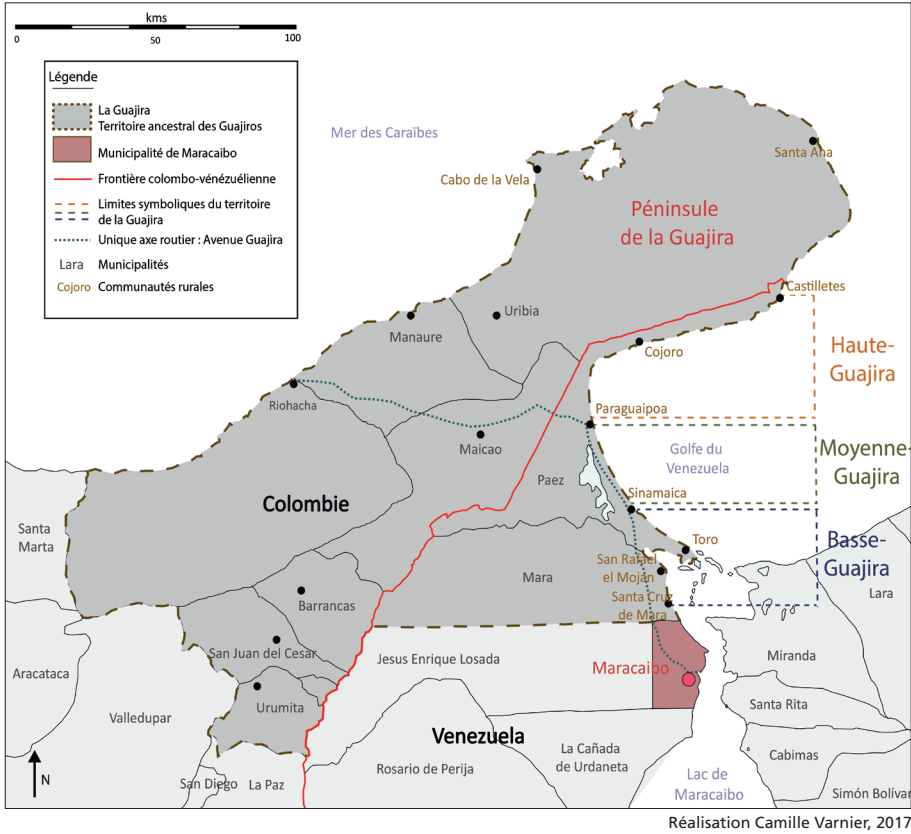 kms
0 50 100
Légende
La Guajira
Territoire ancestral des Guajiros
Municipalité de Maracaibo
Frontière colombo-vénézuélienne
Limites symboliques du territoire
de la Guajira
Unique axe routier : Avenue Guajira
Lara Municipalités
Cojoro Communautés rurales
Mer des Caraïbes
Santa Ana
Cabo de la Vela
Péninsule
de la Guajira
Castilletes
Uribia
Manaure
Cojoro
Haute-
Guajira
Riohacha
Paraguaipoa
Maicao
Golfe du
Venezuela
Moyenne-
Guajira
Paez
Sinamaica
Colombie
Santa
Marta
Toro
Basse-
Guajira
San Rafael
el Moján
Mara
Lara
Santa Cruz
de Mara
Barrancas
San Juan del Cesar
Jesus Enrique Losada
Maracaibo
Miranda
Aracataca
Urumita
Santa Rita
Valledupar
Venezuela
La Cañada
de Urdaneta
Cabimas
Rosario de Perija
San Diego
La Paz
Lac de
Maracaibo
Simón Bolívar
N
Réalisation Camille Varnier, 2017